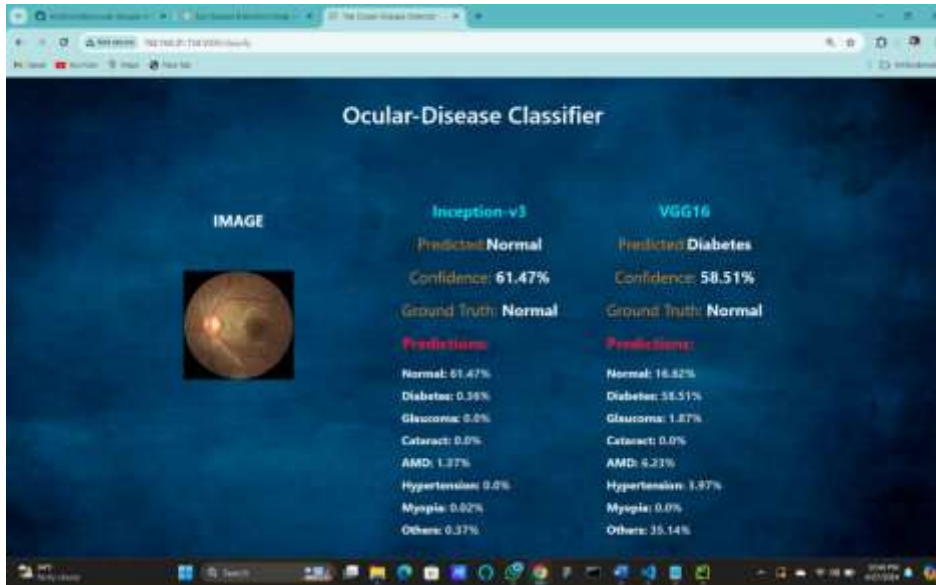 Ocular-Disease Classifier
IMAGE
Inception-v3
Predicted:Normal
Confidence: 61.47%
Ground Truth: Normal
Predictions:
Normal: 61.47%
Diabetes: 0.36%
Glaucoma: 0.0%
Cataract: 0.0%
AMD: 1.37%
Hypertension: 0.0%
Myopia: 0.02%
Others: 0.37%
VGG16
Predicted:Diabetes
Confidence: 58.51%
Ground Truth: Normal
Predictions:
Normal: 16.82%
Diabetes: 58.51%
Glaucoma: 1.87%
Cataract: 0.0%
AMD: 6.23%
Hypertension: 3.97%
Myopia: 0.0%
Others: 35.14%
Search